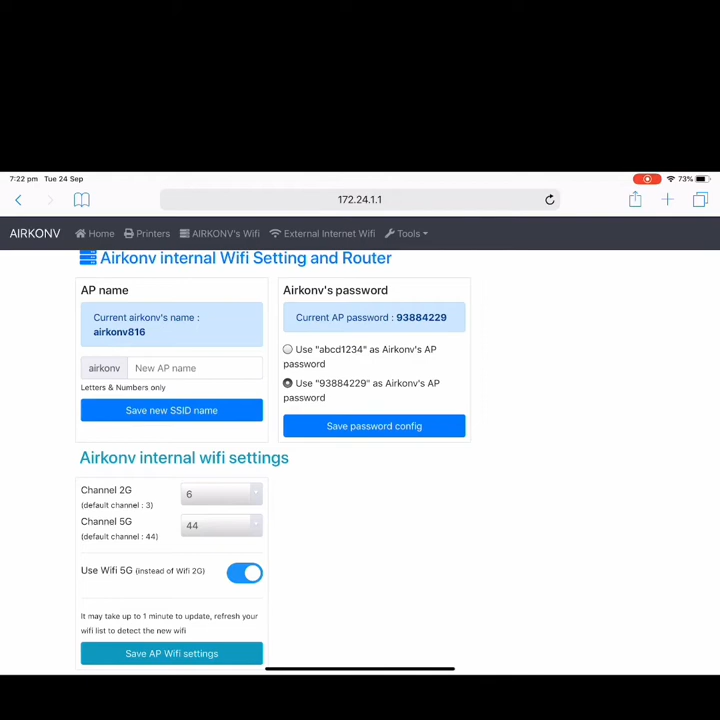 7:22 pm Tue 24 Sep 73%
172.24.1.1
AIRKONV Home Printers AIRKONV's Wifi External Internet Wifi Tools
Airkonv internal Wifi Setting and Router
AP name
Current airkonv's name :
airkonv816
airkonv New AP name
Letters & Numbers only
Save new SSID name
Airkonv's password
Current AP password : 93884229
Use "abcd1234" as Airkonv's AP
password
Use "93884229" as Airkonv's AP
password
Save password config
Airkonv internal wifi settings
Channel 2G 6
(default channel : 3)
Channel 5G 44
(default channel : 44)
Use Wifi 5G (instead of Wifi 2G)
It may take up to 1 minute to update, refresh your
wifi list to detect the new wifi
Save AP Wifi settings